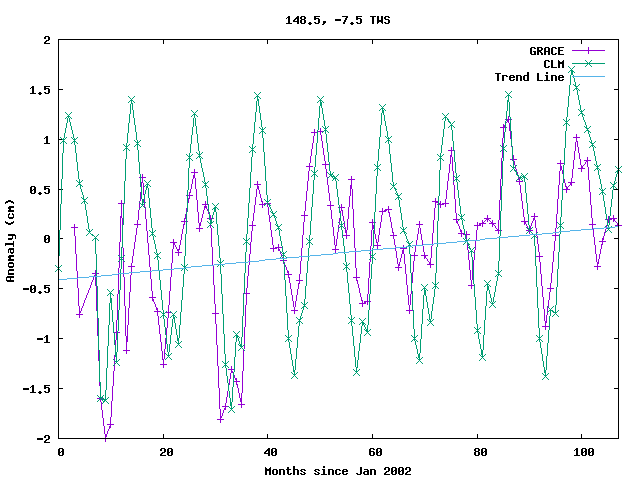 148.5, -7.5 TWS
GRACE
CLM
Trend Line
2
1.5
1
0.5
0
-0.5
-1
-1.5
-2
Anomaly (cm)
0 20 40 60 80 100
Months since Jan 2002